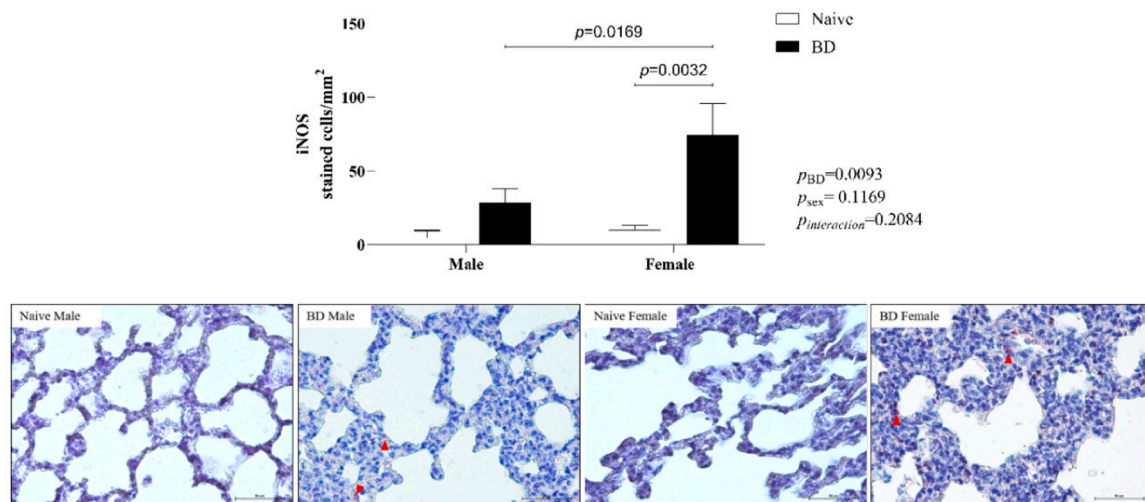 150
Naive
p=0.0169
BD
p=0.0032
100
iNOS
stained cells/mm²
50
pBD=0.0093
psex= 0.1169
pinteraction=0.2084
0
Male
Female
Naive Male
BD Male
Naive Female
BD Female